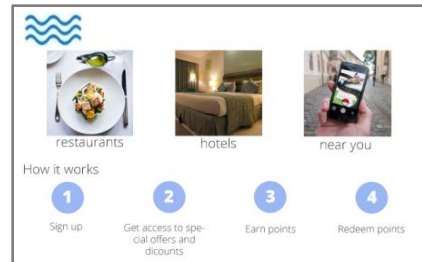 restaurants
hotels
near you
How it works
1
2
3
4
Sign up
Get access to spe-
cial offers and
dicounts
Earn points
Redeem points